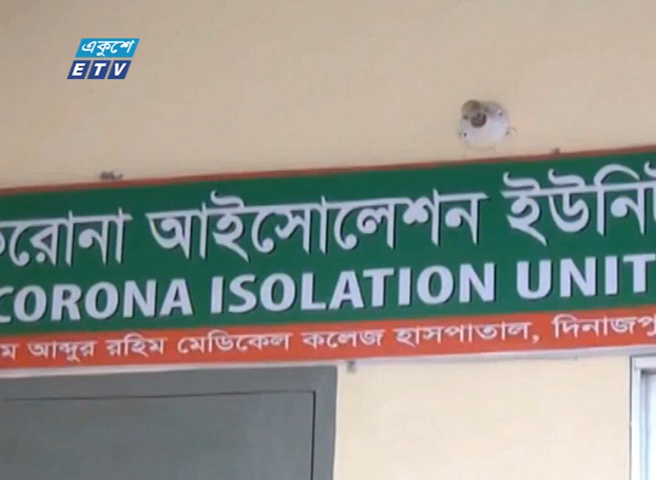 একুশে
ETV
করোনা আইসোলেশন ইউনিট
CORONA ISOLATION UNIT
ম আব্দুর রহিম মেডিকেল কলেজ হাসপাতাল, দিনাজপু